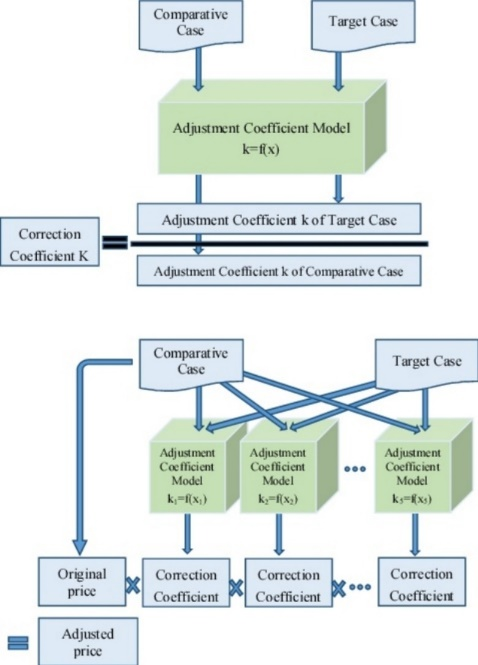 Comparative
Case
Target Case
Adjustment Coefficient Model
k=f(x)
Adjustment Coefficient k of Target Case
Correction
Coefficient K
=
Adjustment Coefficient k of Comparative Case
Comparative
Case
Target Case
Adjustment
Coefficient
Model
k₁=f(x₁)
Adjustment
Coefficient
Model
k₂=f(x₂)
Adjustment
Coefficient
Model
k₅=f(x₅)
Original
price
×
Correction
Coefficient
×
Correction
Coefficient
×
Correction
Coefficient
=
Adjusted
price